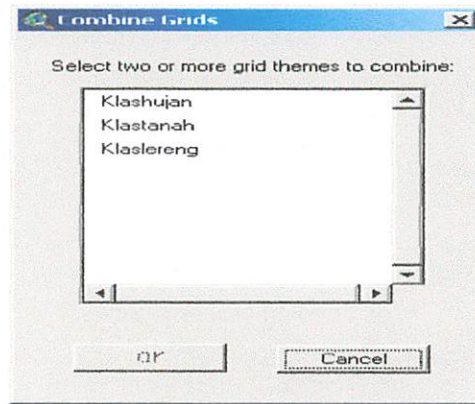 Combine Grids
Select two or more grid themes to combine:
Klashujan
Klastanah
Klaslereng
OK
Cancel